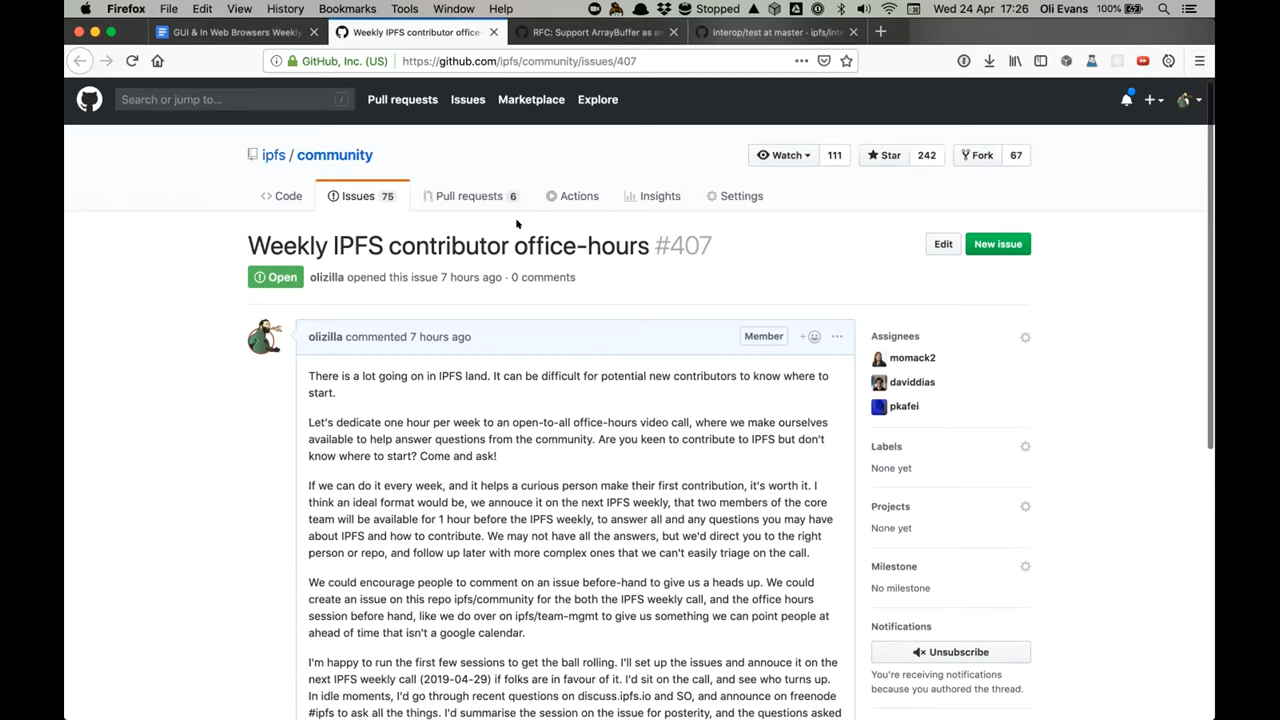 Firefox File Edit View History Bookmarks Tools Window Help Stopped Wed 24 Apr 17:26 Oli Evans 100%
GUI & In Web Browsers Weekly Weekly IPFS contributor office- RFC: Support ArrayBuffer as an interop/test at master · ipfs/int
GitHub, Inc. (US) https://github.com/ipfs/community/issues/407
Search or jump to... / Pull requests Issues Marketplace Explore
ipfs / community Watch 111 Star 242 Fork 67
<> Code Issues 75 Pull requests 6 Actions Insights Settings
Weekly IPFS contributor office-hours #407 Edit New issue
Open olizilla opened this issue 7 hours ago · 0 comments
olizilla commented 7 hours ago Member
There is a lot going on in IPFS land. It can be difficult for potential new contributors to know where to
start.
Let's dedicate one hour per week to an open-to-all office-hours video call, where we make ourselves
available to help answer questions from the community. Are you keen to contribute to IPFS but don't
know where to start? Come and ask!
If we can do it every week, and it helps a curious person make their first contribution, it's worth it. I
think an ideal format would be, we annouce it on the next IPFS weekly, that two members of the core
team will be available for 1 hour before the IPFS weekly, to answer all and any questions you may have
about IPFS and how to contribute. We may not have all the answers, but we'd direct you to the right
person or repo, and follow up later with more complex ones that we can't easily triage on the call.
We could encourage people to comment on an issue before-hand to give us a heads up. We could
create an issue on this repo ipfs/community for the both the IPFS weekly call, and the office hours
session before hand, like we do over on ipfs/team-mgmt to give us something we can point people at
ahead of time that isn't a google calendar.
I'm happy to run the first few sessions to get the ball rolling. I'll set up the issues and annouce it on the
next IPFS weekly call (2019-04-29) if folks are in favour of it. I'd sit on the call, and see who turns up.
In idle moments, I'd go through recent questions on discuss.ipfs.io and SO, and announce on freenode
#ipfs to ask all the things. I'd summarise the session on the issue for posterity, and the questions asked
Assignees
momack2
daviddias
pkafei
Labels
None yet
Projects
None yet
Milestone
No milestone
Notifications
Unsubscribe
You're receiving notifications
because you authored the thread.